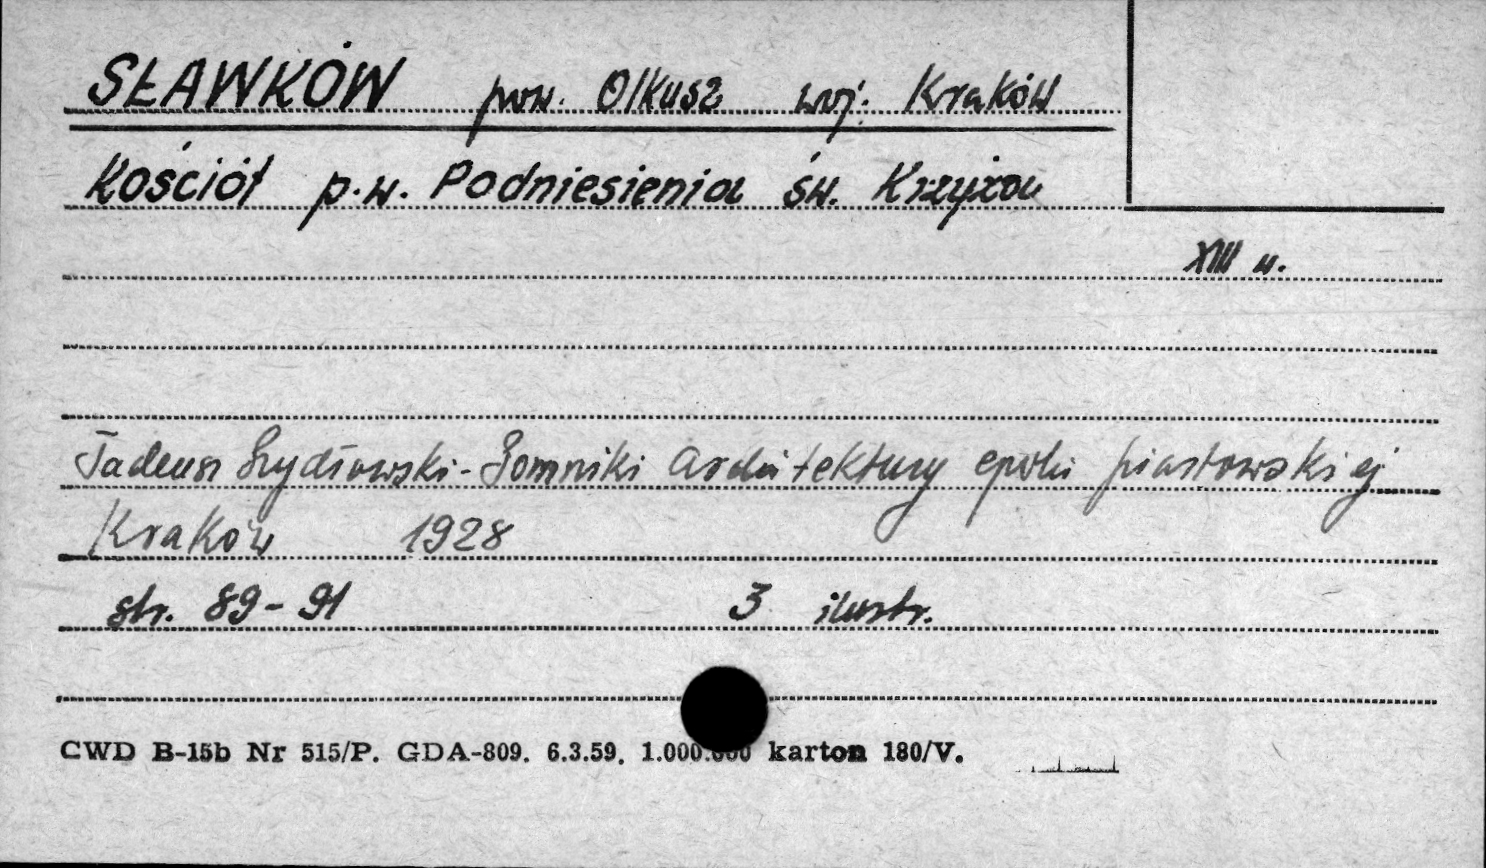 SŁAWKÓW pow. Olkusz woj. Kraków
Kościół p.w. Podniesienia św. Krzyża
XIII w.
Tadeusz Szydłowski - Pomniki architektury epoki piastowskiej
Kraków 1928
str. 89-91 3 ilustr.
CWD B-15b Nr 515/P. GDA-809. 6.3.59. 1.000.000 karton 180/V.